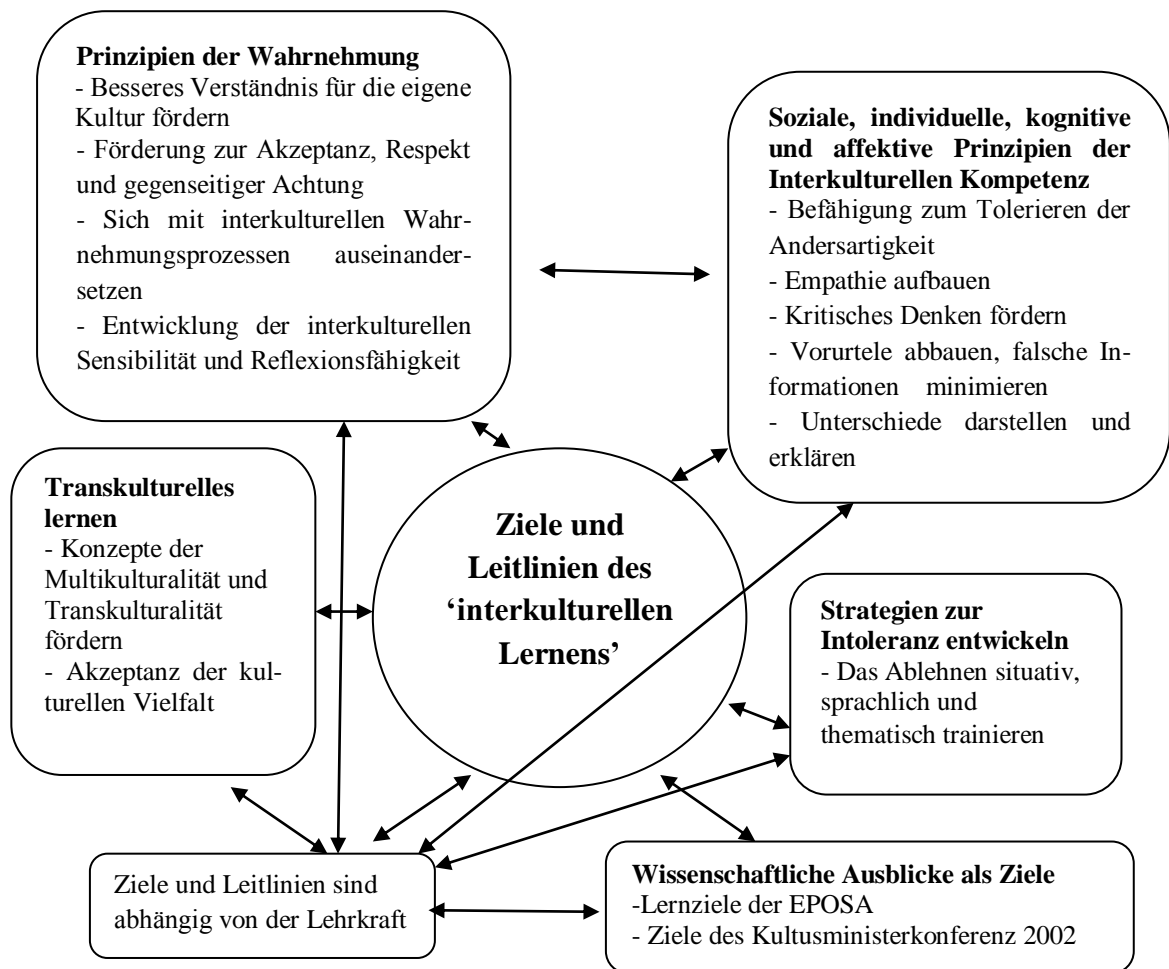 Prinzipien der Wahrnehmung
- Besseres Verständnis für die eigene
Kultur fördern
- Förderung zur Akzeptanz, Respekt
und gegenseitiger Achtung
- Sich mit interkulturellen Wahr-
nehmungsprozessen auseinander-
setzen
- Entwicklung der interkulturellen
Sensibilität und Reflexionsfähigkeit
Soziale, individuelle, kognitive
und affektive Prinzipien der
Interkulturellen Kompetenz
- Befähigung zum Tolerieren der
Andersartigkeit
- Empathie aufbauen
- Kritisches Denken fördern
- Vorurtele abbauen, falsche In-
formationen minimieren
- Unterschiede darstellen und
erklären
Transkulturelles
lernen
- Konzepte der
Multikulturalität und
Transkulturalität
fördern
- Akzeptanz der kul-
turellen Vielfalt
Ziele und
Leitlinien des
‘interkulturellen
Lernens’
Strategien zur
Intoleranz entwickeln
- Das Ablehnen situativ,
sprachlich und
thematisch trainieren
Ziele und Leitlinien sind
abhängig von der Lehrkraft
Wissenschaftliche Ausblicke als Ziele
-Lernziele der EPOSA
- Ziele des Kultusministerkonferenz 2002